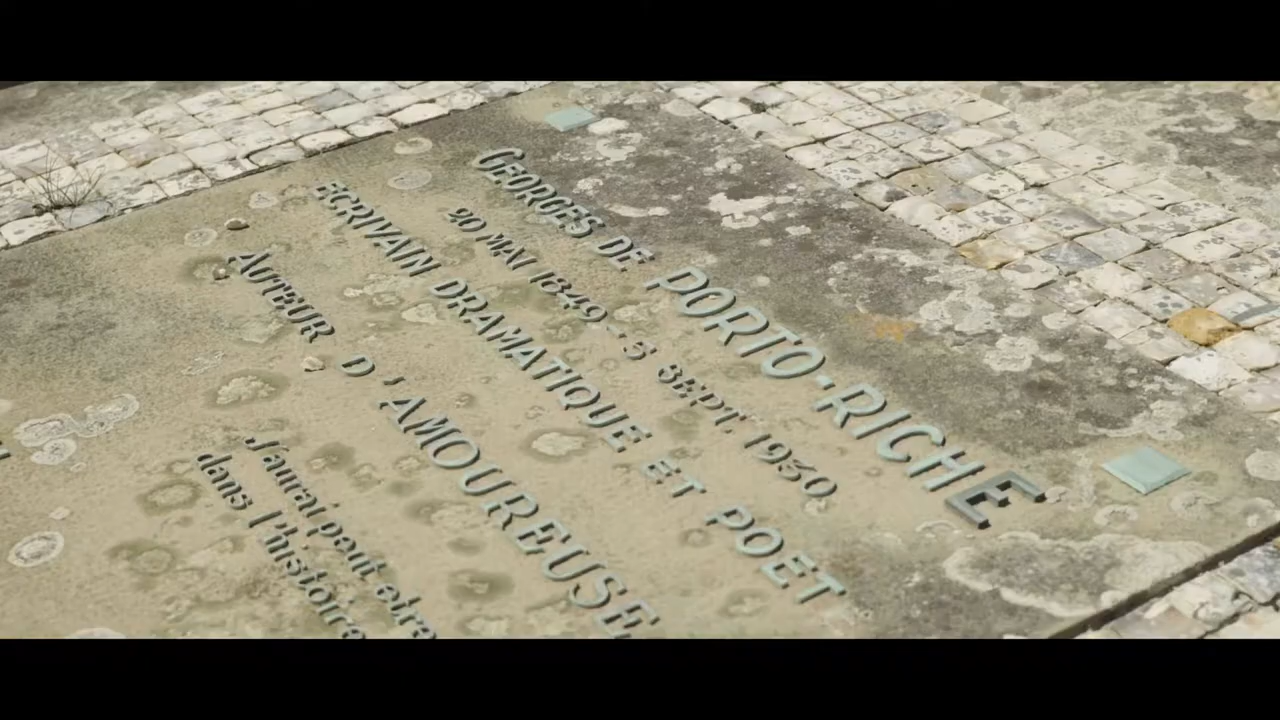 GEORGES DE PORTO-RICHE
20 MAI 1849 - 5 SEPT. 1930
ECRIVAIN DRAMATIQUE ET POET
AUTEUR D'AMOUREUSE
J'aurai peut etre
dans l'histoire